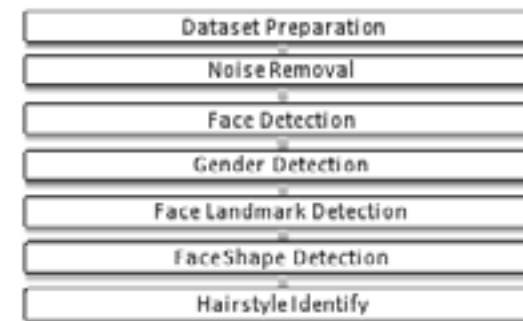 Dataset Preparation
Noise Removal
Face Detection
Gender Detection
Face Landmark Detection
Face Shape Detection
Hairstyle Identify